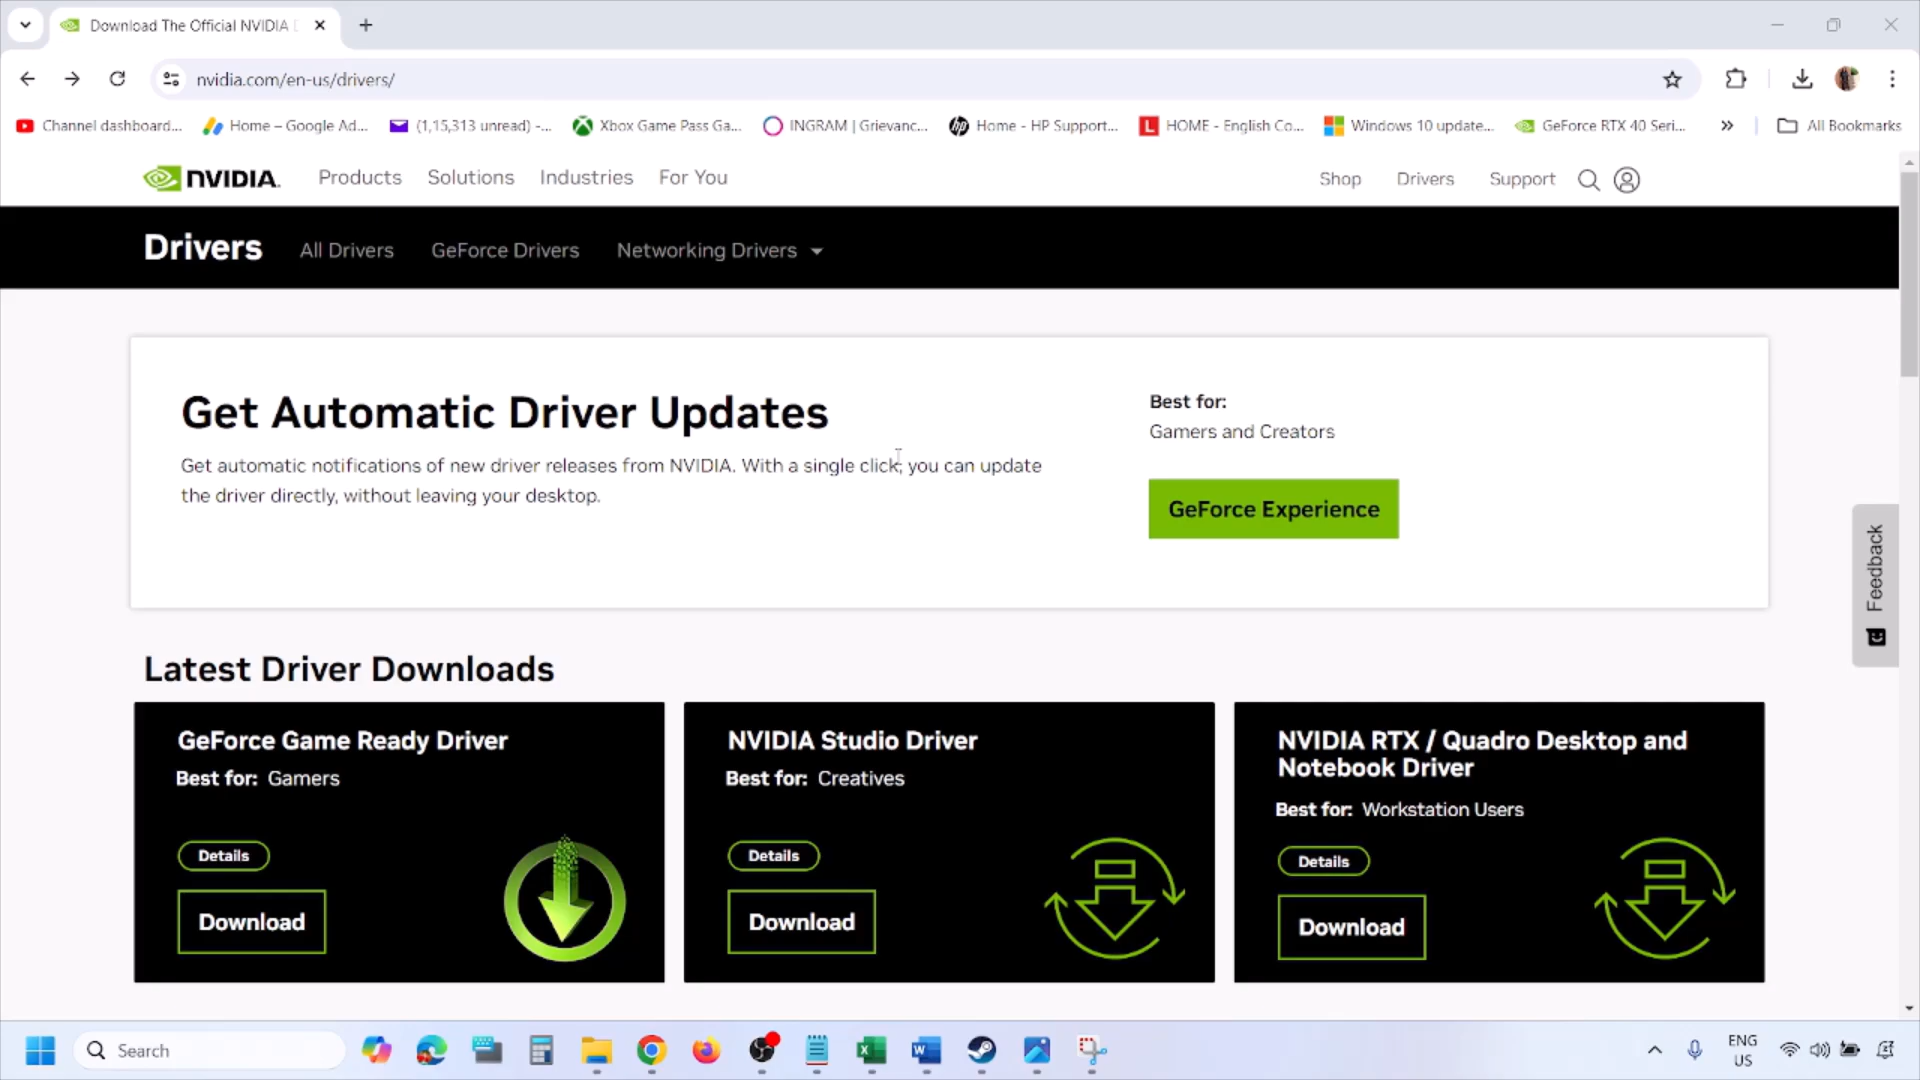 Download The Official NVIDIA
nvidia.com/en-us/drivers/
Channel dashboard...
Home – Google Ad...
(1,15,313 unread) -...
Xbox Game Pass Ga...
INGRAM | Grievanc...
Home - HP Support...
L HOME - English Co...
Windows 10 update...
GeForce RTX 40 Seri...
All Bookmarks
NVIDIA.
Products
Solutions
Industries
For You
Shop
Drivers
Support
Drivers
All Drivers
GeForce Drivers
Networking Drivers
Get Automatic Driver Updates
Get automatic notifications of new driver releases from NVIDIA. With a single click, you can update
the driver directly, without leaving your desktop.
Best for:
Gamers and Creators
GeForce Experience
Feedback
Latest Driver Downloads
GeForce Game Ready Driver
Best for: Gamers
Details
Download
NVIDIA Studio Driver
Best for: Creatives
Details
Download
NVIDIA RTX / Quadro Desktop and
Notebook Driver
Best for: Workstation Users
Details
Download
Search
ENG
US